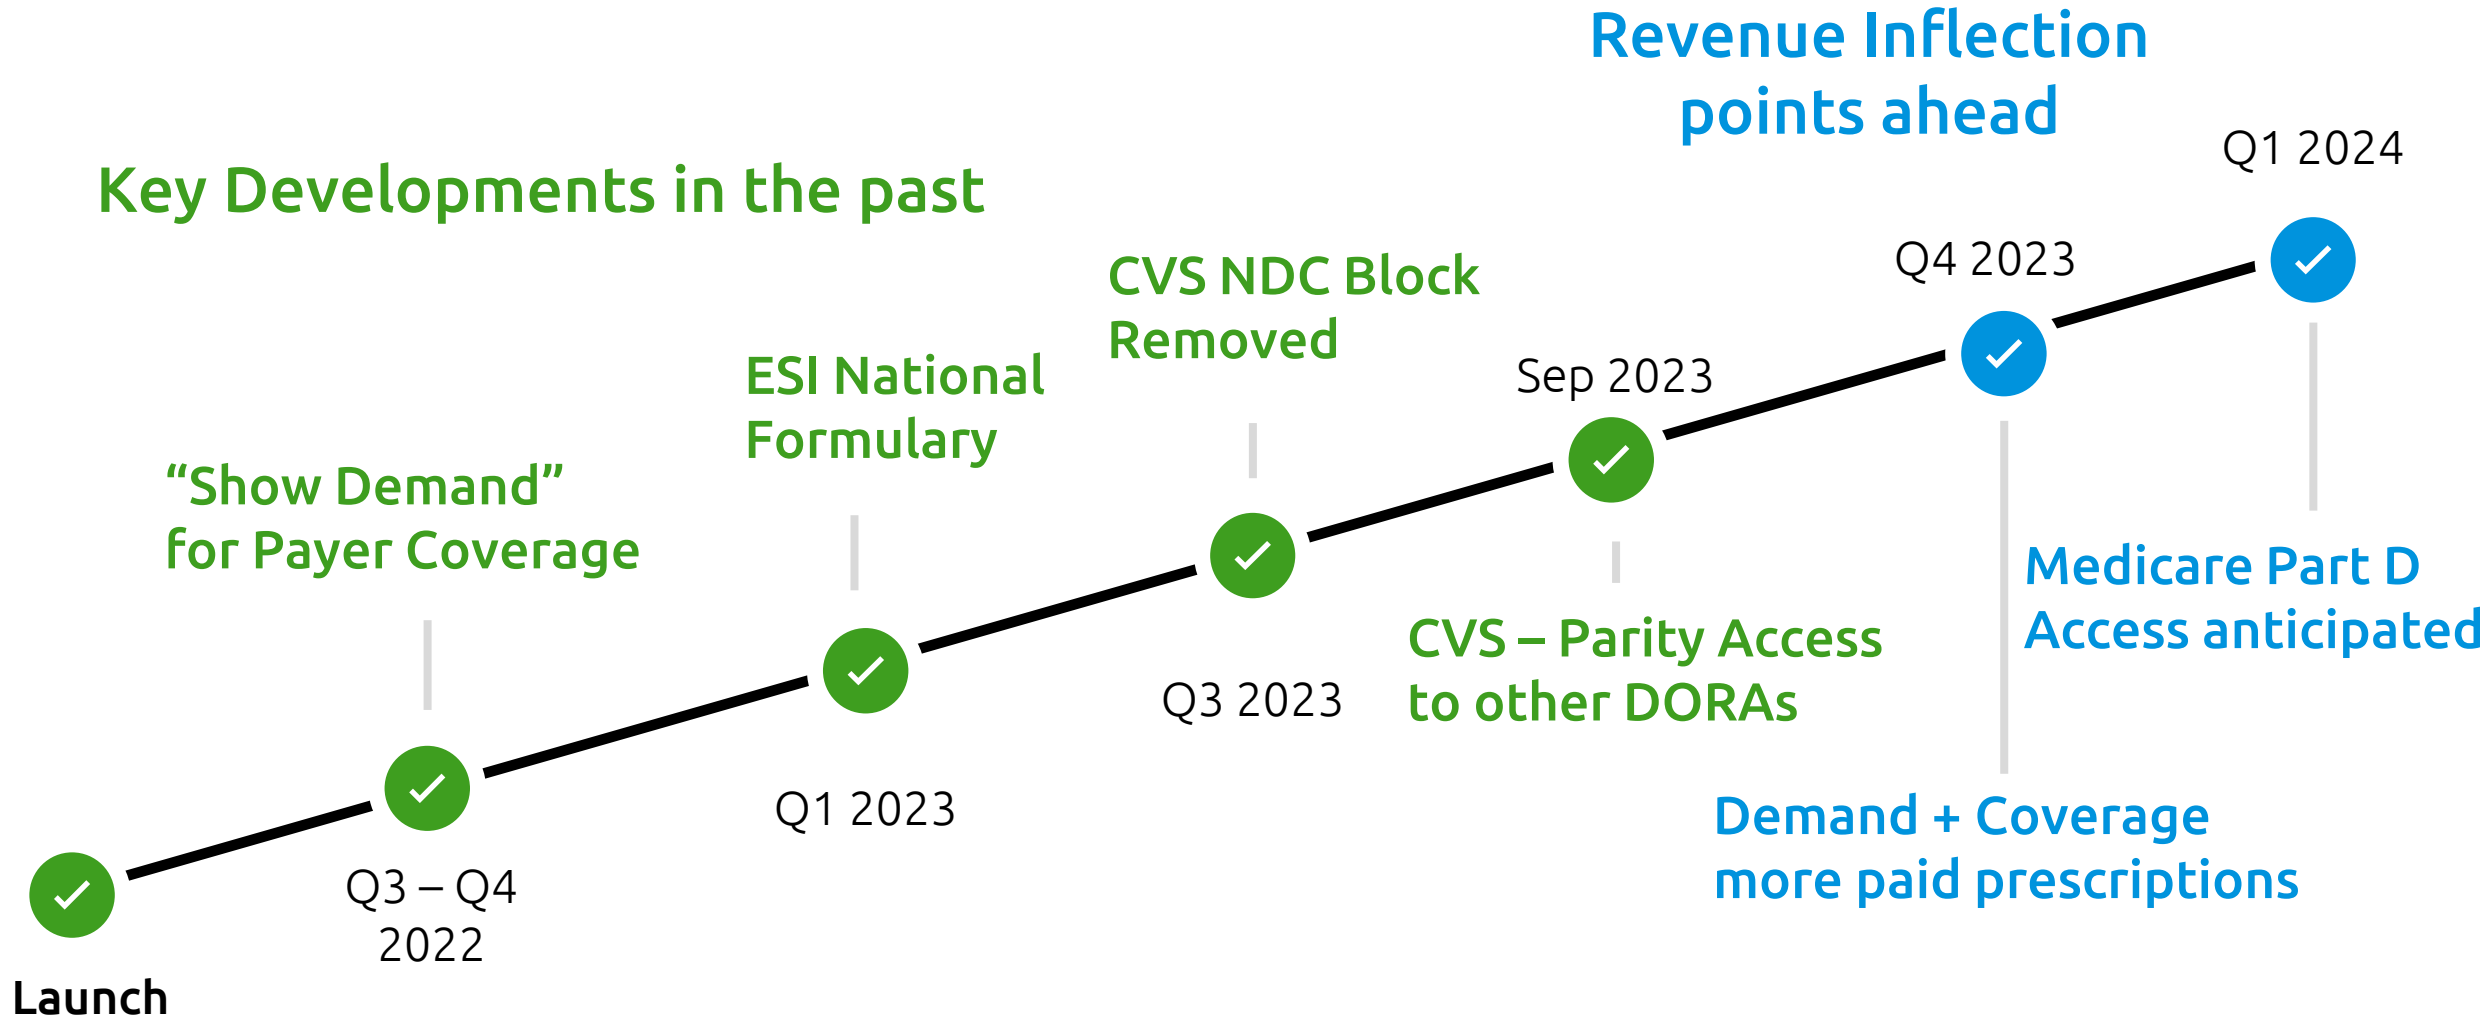 Revenue Inflection
points ahead
Key Developments in the past
Launch
“Show Demand”
for Payer Coverage
Q3 – Q4
2022
ESI National
Formulary
Q1 2023
CVS NDC Block
Removed
Q3 2023
Sep 2023
CVS – Parity Access
to other DORAs
Q4 2023
Demand + Coverage
more paid prescriptions
Q1 2024
Medicare Part D
Access anticipated